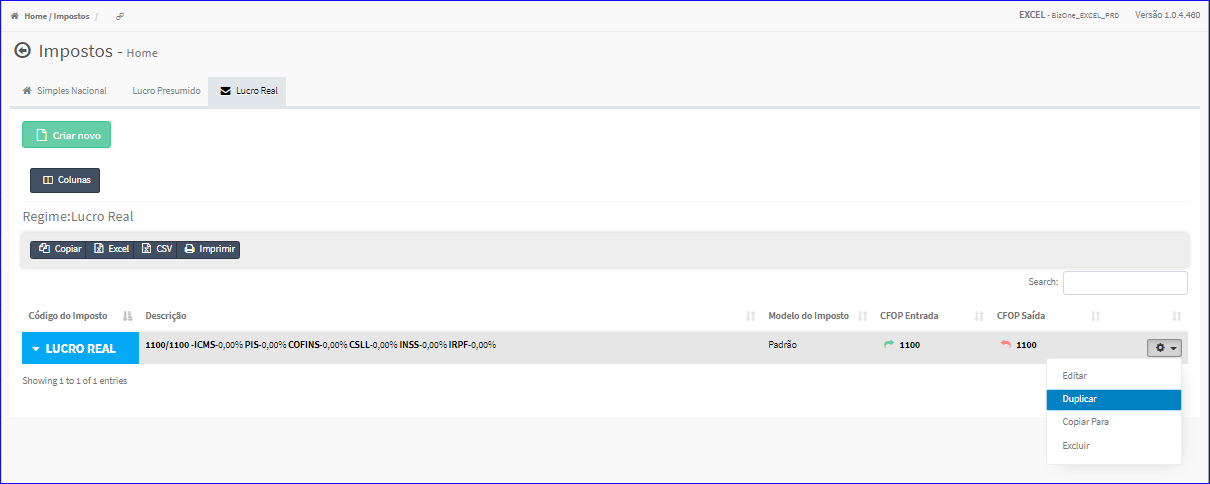 Home / Impostos /
EXCEL - BizOne_EXCEL_PRD Versão 1.0.4.460
Impostos - Home
Simples Nacional Lucro Presumido Lucro Real
Criar novo
Colunas
Regime:Lucro Real
Copiar Excel CSV Imprimir
Search:
Código do Imposto Descrição Modelo do Imposto CFOP Entrada CFOP Saída
LUCRO REAL 1100/1100 -ICMS-0,00% PIS-0,00% COFINS-0,00% CSLL-0,00% INSS-0,00% IRPF-0,00% Padrão 1100 1100
Showing 1 to 1 of 1 entries
Editar
Duplicar
Copiar Para
Excluir